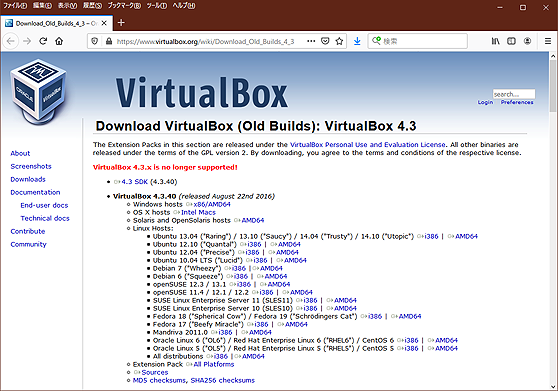 ファイル(F) 編集(E) 表示(V) 履歴(S) ブックマーク(B) ツール(T) ヘルプ(H)
Download_Old_Builds_4_3 – O
https://www.virtualbox.org/wiki/Download_Old_Builds_4_3
検索
VirtualBox
search...
Login Preferences
Download VirtualBox (Old Builds): VirtualBox 4.3
The Extension Packs in this section are released under the VirtualBox Personal Use and Evaluation License. All other binaries are
released under the terms of the GPL version 2. By downloading, you agree to the terms and conditions of the respective license.
VirtualBox 4.3.x is no longer supported!
About
Screenshots
Downloads
Documentation
End-user docs
Technical docs
Contribute
Community
4.3 SDK (4.3.40)
VirtualBox 4.3.40 (released August 22nd 2016)
Windows hosts x86/AMD64
OS X hosts Intel Macs
Solaris and OpenSolaris hosts AMD64
Linux Hosts:
Ubuntu 13.04 ("Raring") / 13.10 ("Saucy") / 14.04 ("Trusty") / 14.10 ("Utopic") i386 | AMD64
Ubuntu 12.10 ("Quantal") i386 | AMD64
Ubuntu 12.04 ("Precise") i386 | AMD64
Ubuntu 10.04 LTS ("Lucid") i386 | AMD64
Debian 7 ("Wheezy") i386 | AMD64
Debian 6 ("Squeeze") i386 | AMD64
openSUSE 12.3 / 13.1 i386 | AMD64
openSUSE 11.4 / 12.1 / 12.2 i386 | AMD64
SUSE Linux Enterprise Server 11 (SLES11) i386 | AMD64
SUSE Linux Enterprise Server 10 (SLES10) i386 | AMD64
Fedora 18 ("Spherical Cow") / Fedora 19 ("Schrödingers Cat") i386 | AMD64
Fedora 17 ("Beefy Miracle") i386 | AMD64
Mandriva 2011.0 i386 | AMD64
Oracle Linux 6 ("OL6") / Red Hat Enterprise Linux 6 ("RHEL6") / CentOS 6 i386 | AMD64
Oracle Linux 5 ("OL5") / Red Hat Enterprise Linux 5 ("RHEL5") / CentOS 5 i386 | AMD64
All distributions i386 | AMD64
Extension Pack All Platforms
Sources
MD5 checksums, SHA256 checksums